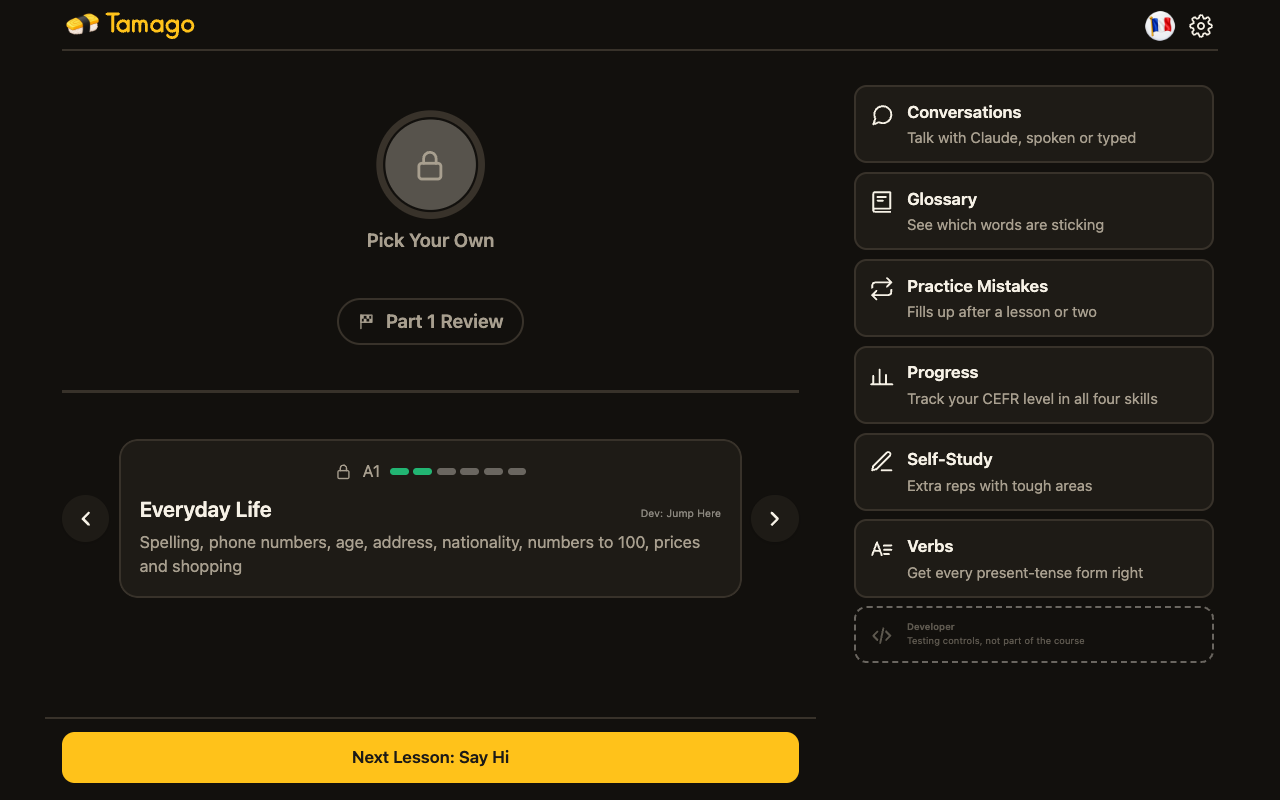 Tamago
Pick Your Own
Part 1 Review
A1
Everyday Life
Dev: Jump Here
Spelling, phone numbers, age, address, nationality, numbers to 100, prices
and shopping
Next Lesson: Say Hi
Conversations
Talk with Claude, spoken or typed
Glossary
See which words are sticking
Practice Mistakes
Fills up after a lesson or two
Progress
Track your CEFR level in all four skills
Self-Study
Extra reps with tough areas
Verbs
Get every present-tense form right
Developer
Testing controls, not part of the course